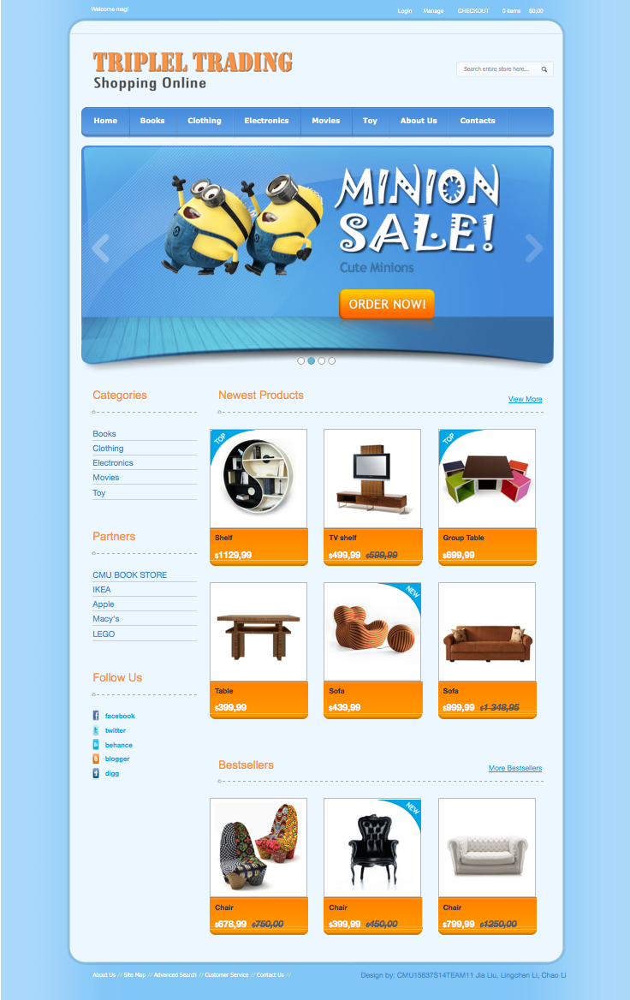 Welcome msg!
Login Manage CHECKOUT 0 items $0,00
TRIPLEL TRADING
Shopping Online
Search entire store here...
Home Books Clothing Electronics Movies Toy About Us Contacts
MINION
SALE!
Cute Minions
ORDER NOW!
Categories
Books
Clothing
Electronics
Movies
Toy
Partners
CMU BOOK STORE
IKEA
Apple
Macy's
LEGO
Follow Us
facebook
twitter
behance
blogger
digg
Newest Products View More
TOP TOP
Shelf TV shelf Group Table
$1129,99 $499,99 $599,99 $699,99
NEW
Table Sofa Sofa
$399,99 $439,99 $999,99 $1 348,95
Bestsellers More Bestsellers
NEW
Chair Chair Chair
$678,99 $750,00 $399,99 $450,00 $799,99 $1250,00
About Us // Site Map // Advanced Search // Customer Service // Contact Us //
Design by: CMU15637S14TEAM11 Jia Liu, Lingchen Li, Chao Li